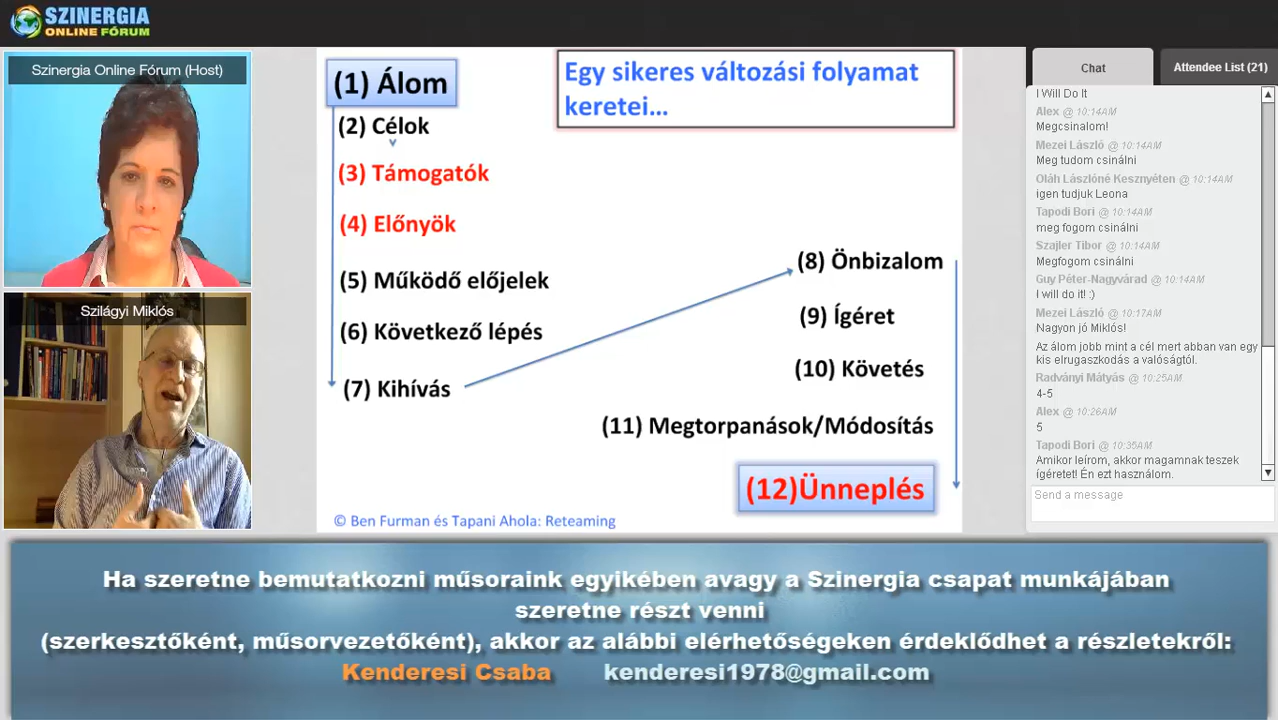 SZINERGIA
ONLINE FÓRUM
Szinergia Online Fórum (Host)
Szilágyi Miklós
Egy sikeres változási folyamat
keretei...
(1) Álom
(2) Célok
(3) Támogatók
(4) Előnyök
(5) Működő előjelek
(6) Következő lépés
(7) Kihívás
(8) Önbizalom
(9) Ígéret
(10) Követés
(11) Megtorpanások/Módosítás
(12)Ünneplés
© Ben Furman és Tapani Ahola: Reteaming
Chat
Attendee List (21)
I Will Do It
Alex @ 10:14AM
Megcsinalom!
Mezei László @ 10:14AM
Meg tudom csinálni
Oláh Lászlóné Kesznyéten @ 10:14AM
igen tudjuk Leona
Tapodi Bori @ 10:14AM
meg fogom csinálni
Szajler Tibor @ 10:14AM
Megfogom csinálni
Guy Péter-Nagyvárad @ 10:14AM
I will do it! :)
Mezei László @ 10:17AM
Nagyon jó Miklós!
Az álom jobb mint a cél mert abban van egy
kis elrugaszkodás a valóságtól.
Radványi Mátyás @ 10:25AM
4-5
Alex @ 10:26AM
5
Tapodi Bori @ 10:35AM
Amikor leírom, akkor magamnak teszek
ígéretet! Én ezt használom.
Send a message
Ha szeretne bemutatkozni műsoraink egyikében avagy a Szinergia csapat munkájában
szeretne részt venni
(szerkesztőként, műsorvezetőként), akkor az alábbi elérhetőségeken érdeklődhet a részletekről:
Kenderesi Csaba kenderesi1978@gmail.com